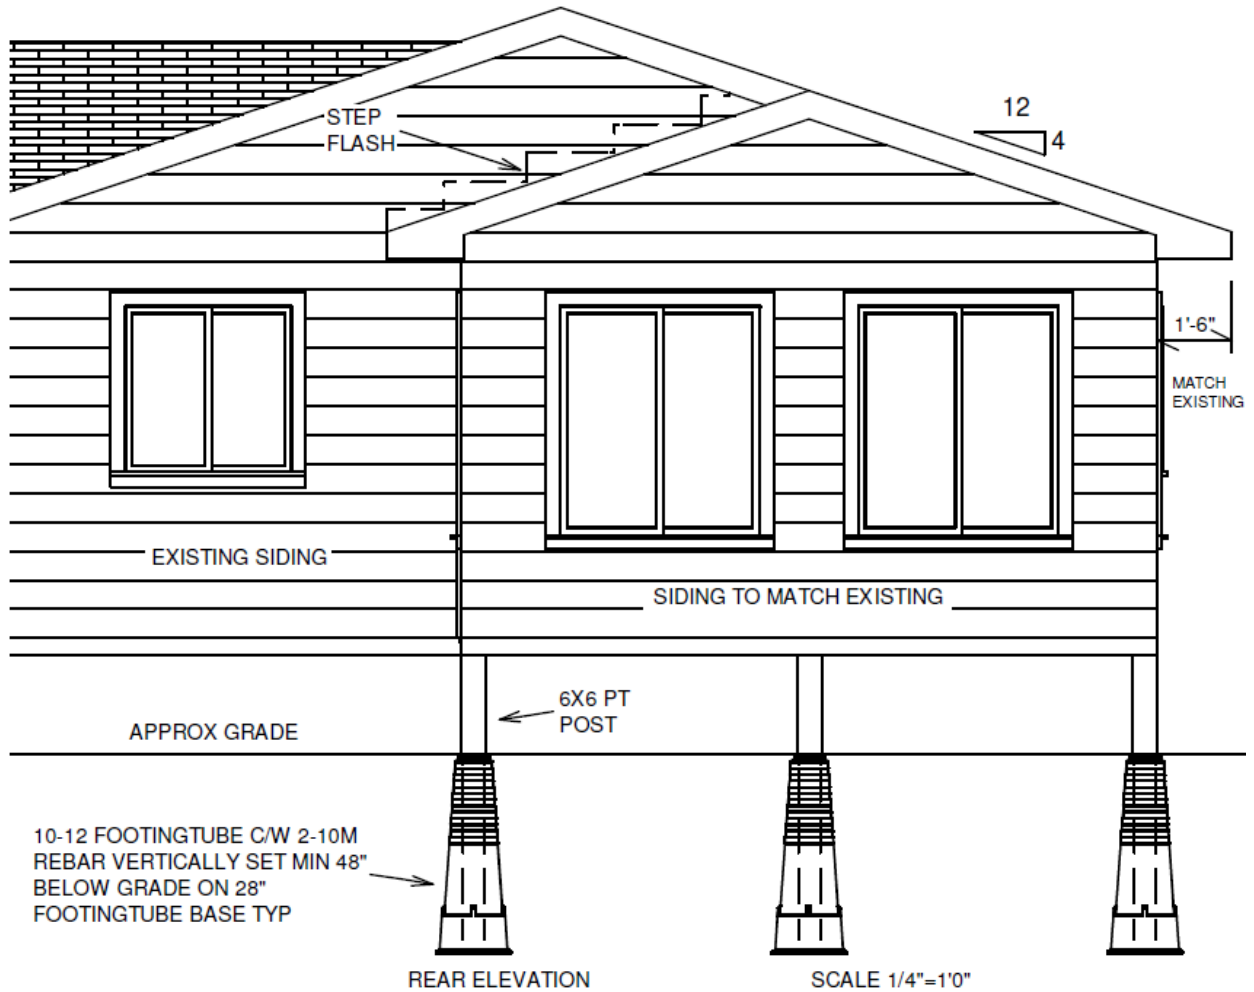 STEP
FLASH
12
4
1'-6"
MATCH
EXISTING
EXISTING SIDING
SIDING TO MATCH EXISTING
6X6 PT
POST
APPROX GRADE
10-12 FOOTINGTUBE C/W 2-10M
REBAR VERTICALLY SET MIN 48"
BELOW GRADE ON 28"
FOOTINGTUBE BASE TYP
REAR ELEVATION
SCALE 1/4"=1'0"